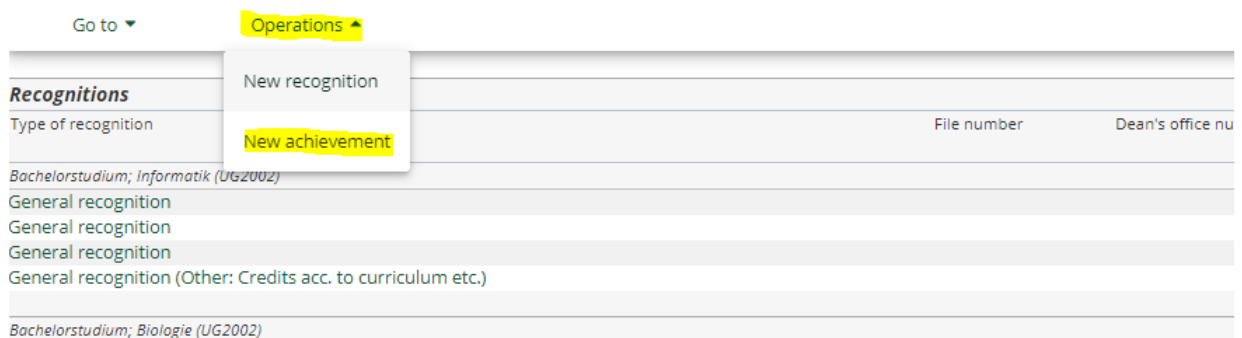 Go to Operations
New recognition
Recognitions
Type of recognition File number Dean's office nu
New achievement
Bachelorstudium; Informatik (UG2002)
General recognition
General recognition
General recognition
General recognition (Other: Credits acc. to curriculum etc.)
Bachelorstudium; Biologie (UG2002)